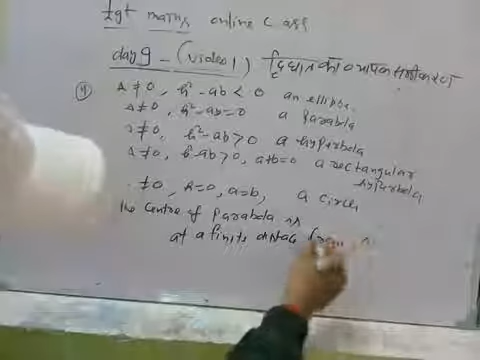 tgt maths online Class
day 9 - (video 1) द्विघात का व्यापक समीकरण
Δ ≠ 0, h² - ab < 0 an ellipse
Δ ≠ 0, h² - ab = 0 a Parabola
Δ ≠ 0, h² - ab > 0 a hyperbola
Δ ≠ 0, h² - ab > 0, a+b=0 a rectangular hyperbola
≠ 0, h = 0, a = b, a circle
The Centre of Parabola is
at a finite